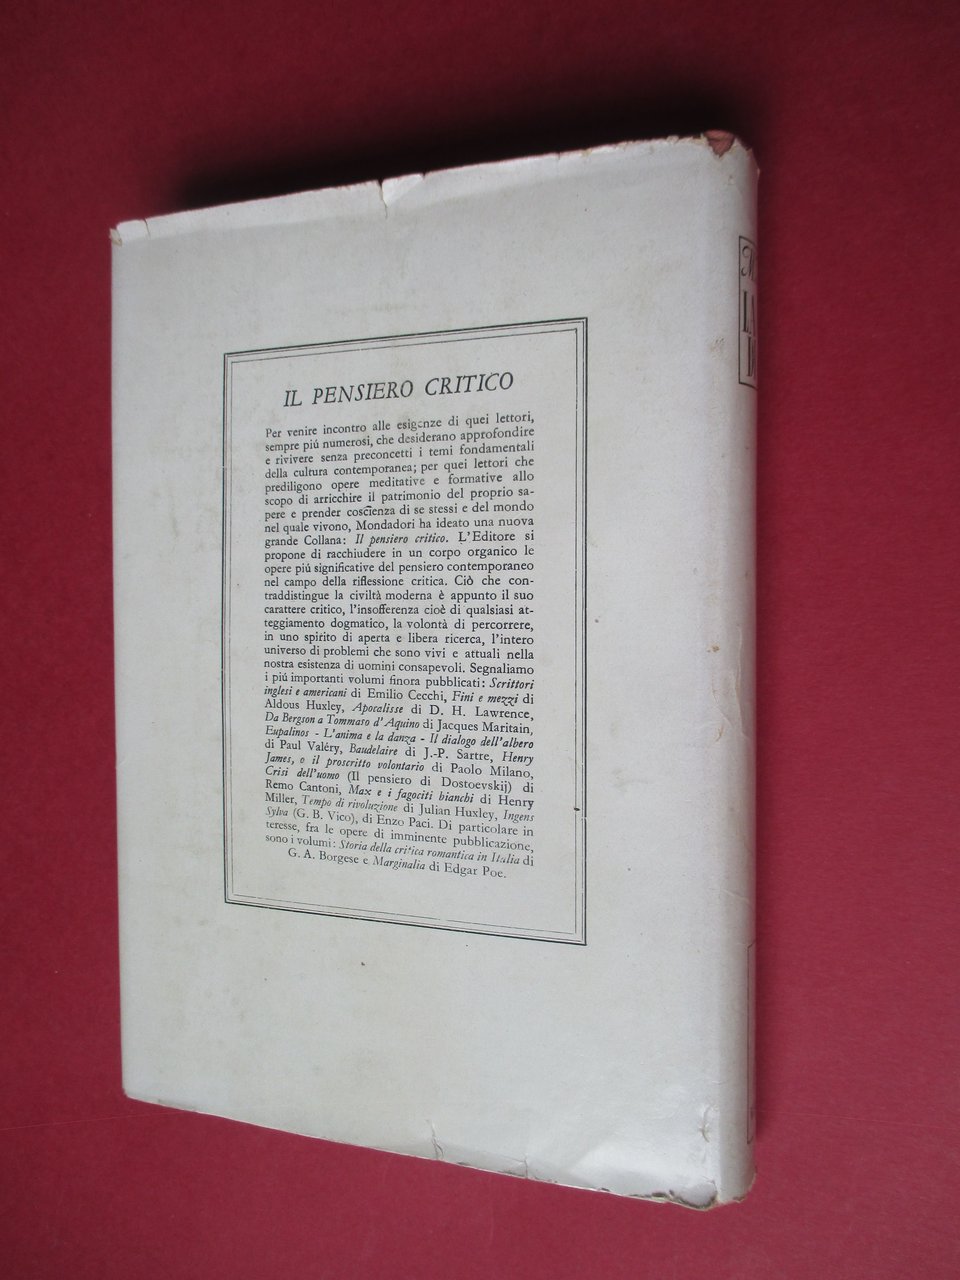 IL PENSIERO CRITICO
Per venire incontro alle esigenze di quei lettori,
sempre piú numerosi, che desiderano approfondire
e rivivere senza preconcetti i temi fondamentali
della cultura contemporanea; per quei lettori che
prediligono opere meditative e formative allo
scopo di arricchire il patrimonio del proprio sa-
pere e prender coscienza di se stessi e del mondo
nel quale vivono, Mondadori ha ideato una nuova
grande Collana: Il pensiero critico. L'Editore si
propone di racchiudere in un corpo organico le
opere piú significative del pensiero contemporaneo
nel campo della riflessione critica. Ciò che con-
traddistingue la civiltà moderna è appunto il suo
carattere critico, l'insofferenza cioè di qualsiasi at-
teggiamento dogmatico, la volontà di percorrere,
in uno spirito di aperta e libera ricerca, l'intero
universo di problemi che sono vivi e attuali nella
nostra esistenza di uomini consapevoli. Segnaliamo
i piú importanti volumi finora pubblicati: Scrittori
inglesi e americani di Emilio Cecchi, Fini e mezzi di
Aldous Huxley, Apocalisse di D. H. Lawrence,
Da Bergson a Tommaso d'Aquino di Jacques Maritain,
Eupalinos - L'anima e la danza - Il dialogo dell'albero
di Paul Valéry, Baudelaire di J.-P. Sartre, Henry
James, o il proscritto volontario di Paolo Milano,
Crisi dell'uomo (Il pensiero di Dostoevskij) di
Remo Cantoni, Max e i fagociti bianchi di Henry
Miller, Tempo di rivoluzione di Julian Huxley, Ingens
Sylva (G. B. Vico), di Enzo Paci. Di particolare in
teresse, fra le opere di imminente pubblicazione,
sono i volumi: Storia della critica romantica in Italia di
G. A. Borgese e Marginalia di Edgar Poe.
LA